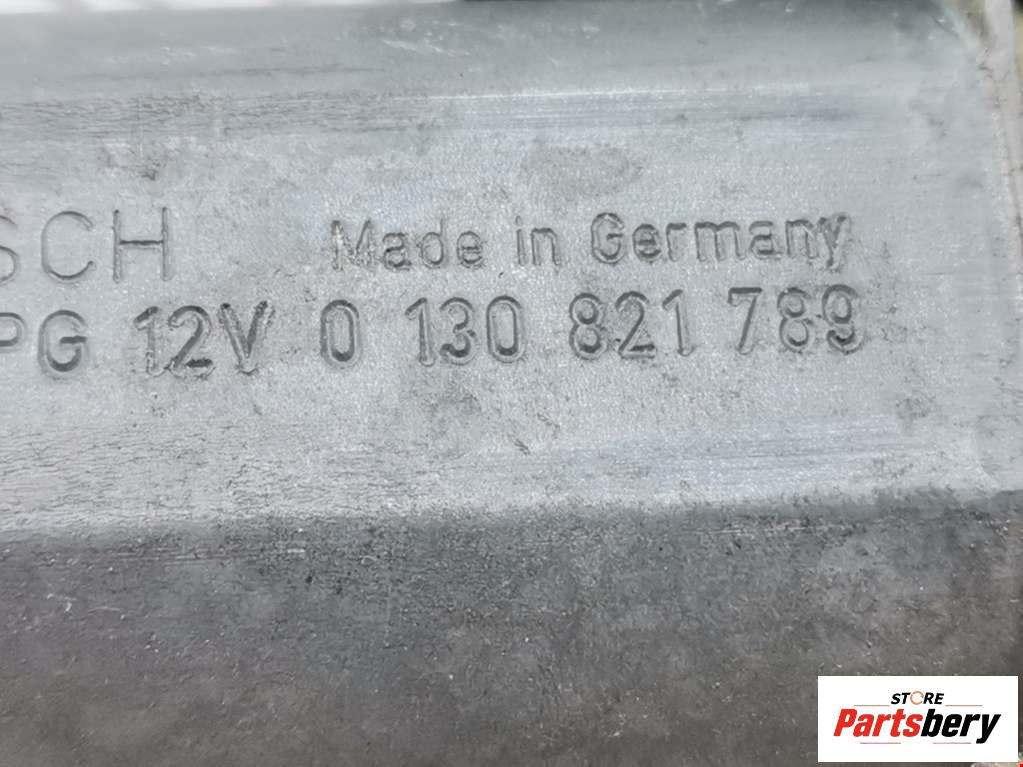 SCH Made in Germany
PG 12V 0 130 821 789
STORE
Partsbery